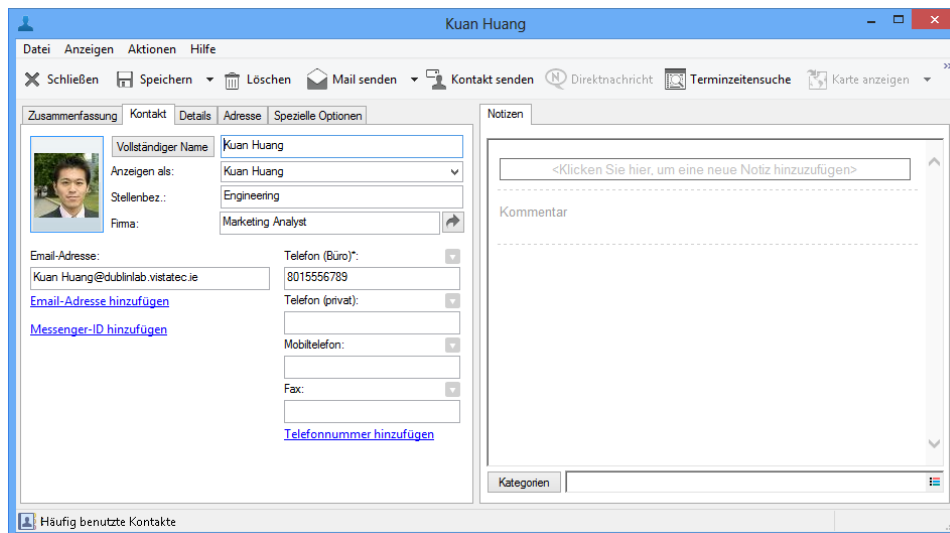 Kuan Huang
Datei Anzeigen Aktionen Hilfe
Schließen Speichern Löschen Mail senden Kontakt senden Direktnachricht Terminzeitensuche Karte anzeigen
Zusammenfassung Kontakt Details Adresse Spezielle Optionen
Vollständiger Name Kuan Huang
Anzeigen als: Kuan Huang
Stellenbez.: Engineering
Firma: Marketing Analyst
Email-Adresse: Telefon (Büro)*:
Kuan Huang@dublinlab.vistatec.ie 8015556789
Email-Adresse hinzufügen Telefon (privat):
Messenger-ID hinzufügen
Mobiltelefon:
Fax:
Telefonnummer hinzufügen
Notizen
<Klicken Sie hier, um eine neue Notiz hinzuzufügen>
Kommentar
Kategorien
Häufig benutzte Kontakte